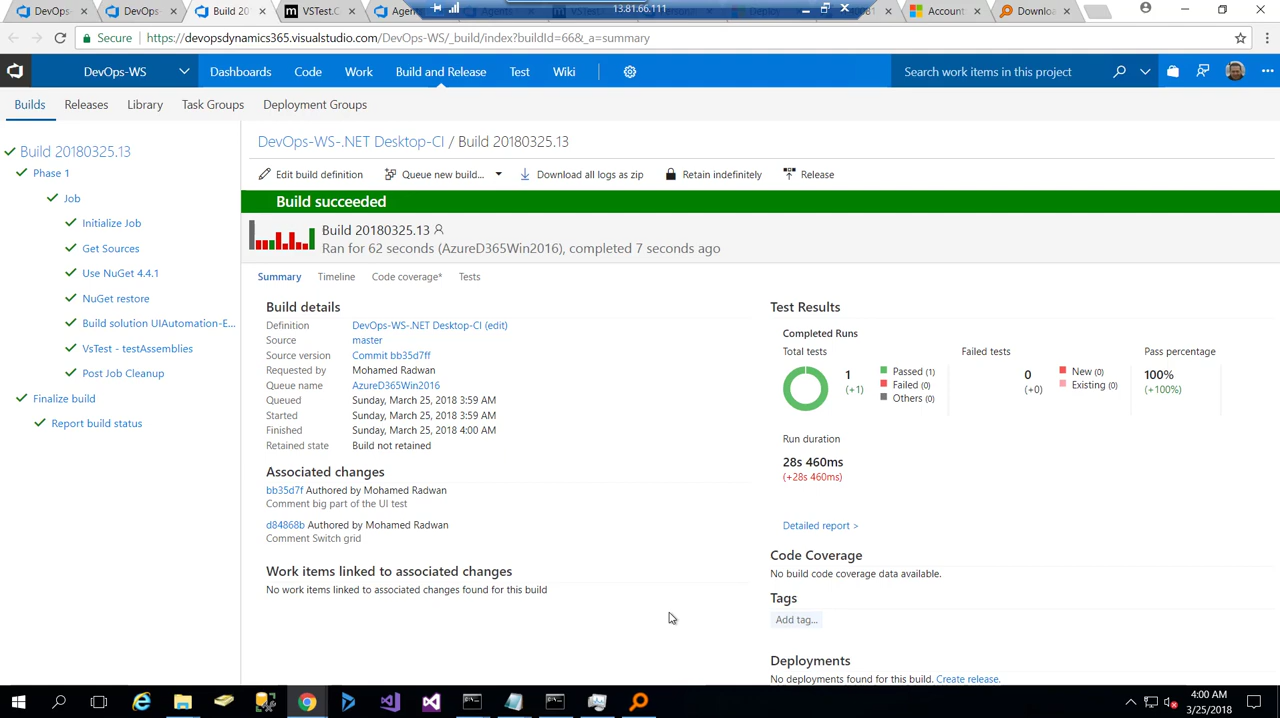 DevOps-
DevOps-
Build 20
VSTest.C
Agen
13.81.66.111
Account
Downloa
Secure
https://devopsdynamics365.visualstudio.com/DevOps-WS/_build/index?buildId=66&_a=summary
DevOps-WS
Dashboards
Code
Work
Build and Release
Test
Wiki
Search work items in this project
Builds
Releases
Library
Task Groups
Deployment Groups
Build 20180325.13
Phase 1
Job
Initialize Job
Get Sources
Use NuGet 4.4.1
NuGet restore
Build solution UIAutomation-E...
VsTest - testAssemblies
Post Job Cleanup
Finalize build
Report build status
DevOps-WS-.NET Desktop-CI / Build 20180325.13
Edit build definition
Queue new build...
Download all logs as zip
Retain indefinitely
Release
Build succeeded
Build 20180325.13
Ran for 62 seconds (AzureD365Win2016), completed 7 seconds ago
Summary
Timeline
Code coverage*
Tests
Build details
Definition DevOps-WS-.NET Desktop-CI (edit)
Source master
Source version Commit bb35d7ff
Requested by Mohamed Radwan
Queue name AzureD365Win2016
Queued Sunday, March 25, 2018 3:59 AM
Started Sunday, March 25, 2018 3:59 AM
Finished Sunday, March 25, 2018 4:00 AM
Retained state Build not retained
Associated changes
bb35d7f Authored by Mohamed Radwan
Comment big part of the UI test
d84868b Authored by Mohamed Radwan
Comment Switch grid
Work items linked to associated changes
No work items linked to associated changes found for this build
Test Results
Completed Runs
Total tests
1
(+1)
Passed (1)
Failed (0)
Others (0)
Failed tests
0
(+0)
New (0)
Existing (0)
Pass percentage
100%
(+100%)
Run duration
28s 460ms
(+28s 460ms)
Detailed report >
Code Coverage
No build code coverage data available.
Tags
Add tag...
Deployments
No deployments found for this build. Create release.
4:00 AM
3/25/2018